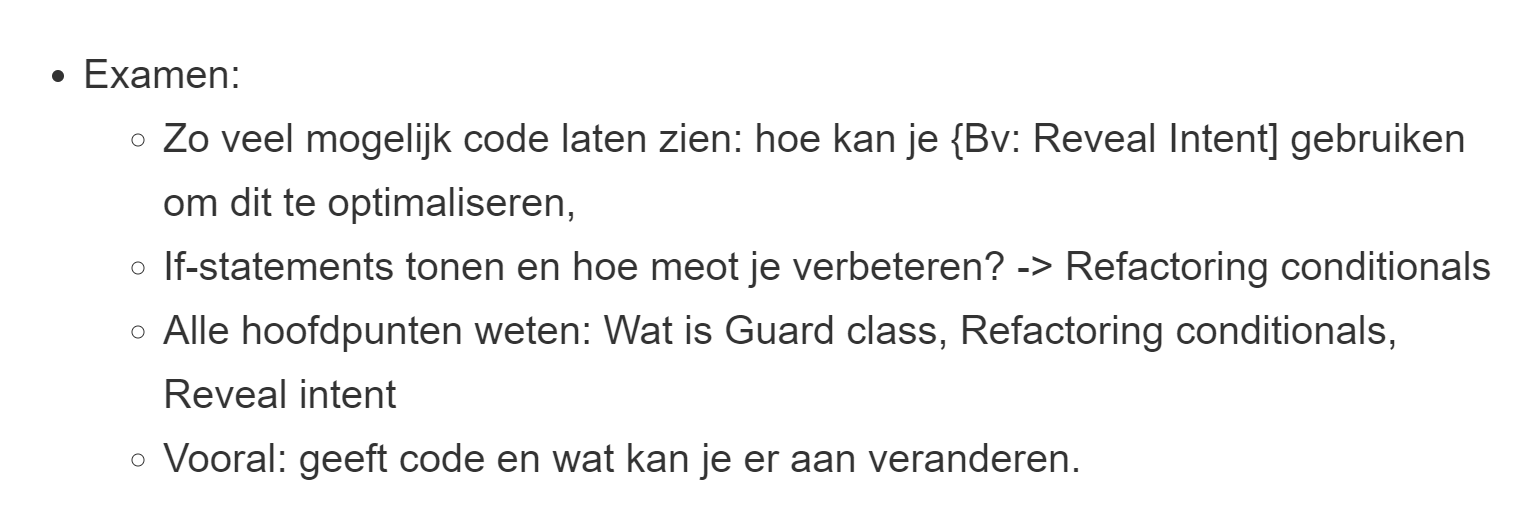 • Examen:
◦ Zo veel mogelijk code laten zien: hoe kan je {Bv: Reveal Intent] gebruiken
om dit te optimaliseren,
◦ If-statements tonen en hoe meot je verbeteren? -> Refactoring conditionals
◦ Alle hoofdpunten weten: Wat is Guard class, Refactoring conditionals,
Reveal intent
◦ Vooral: geeft code en wat kan je er aan veranderen.